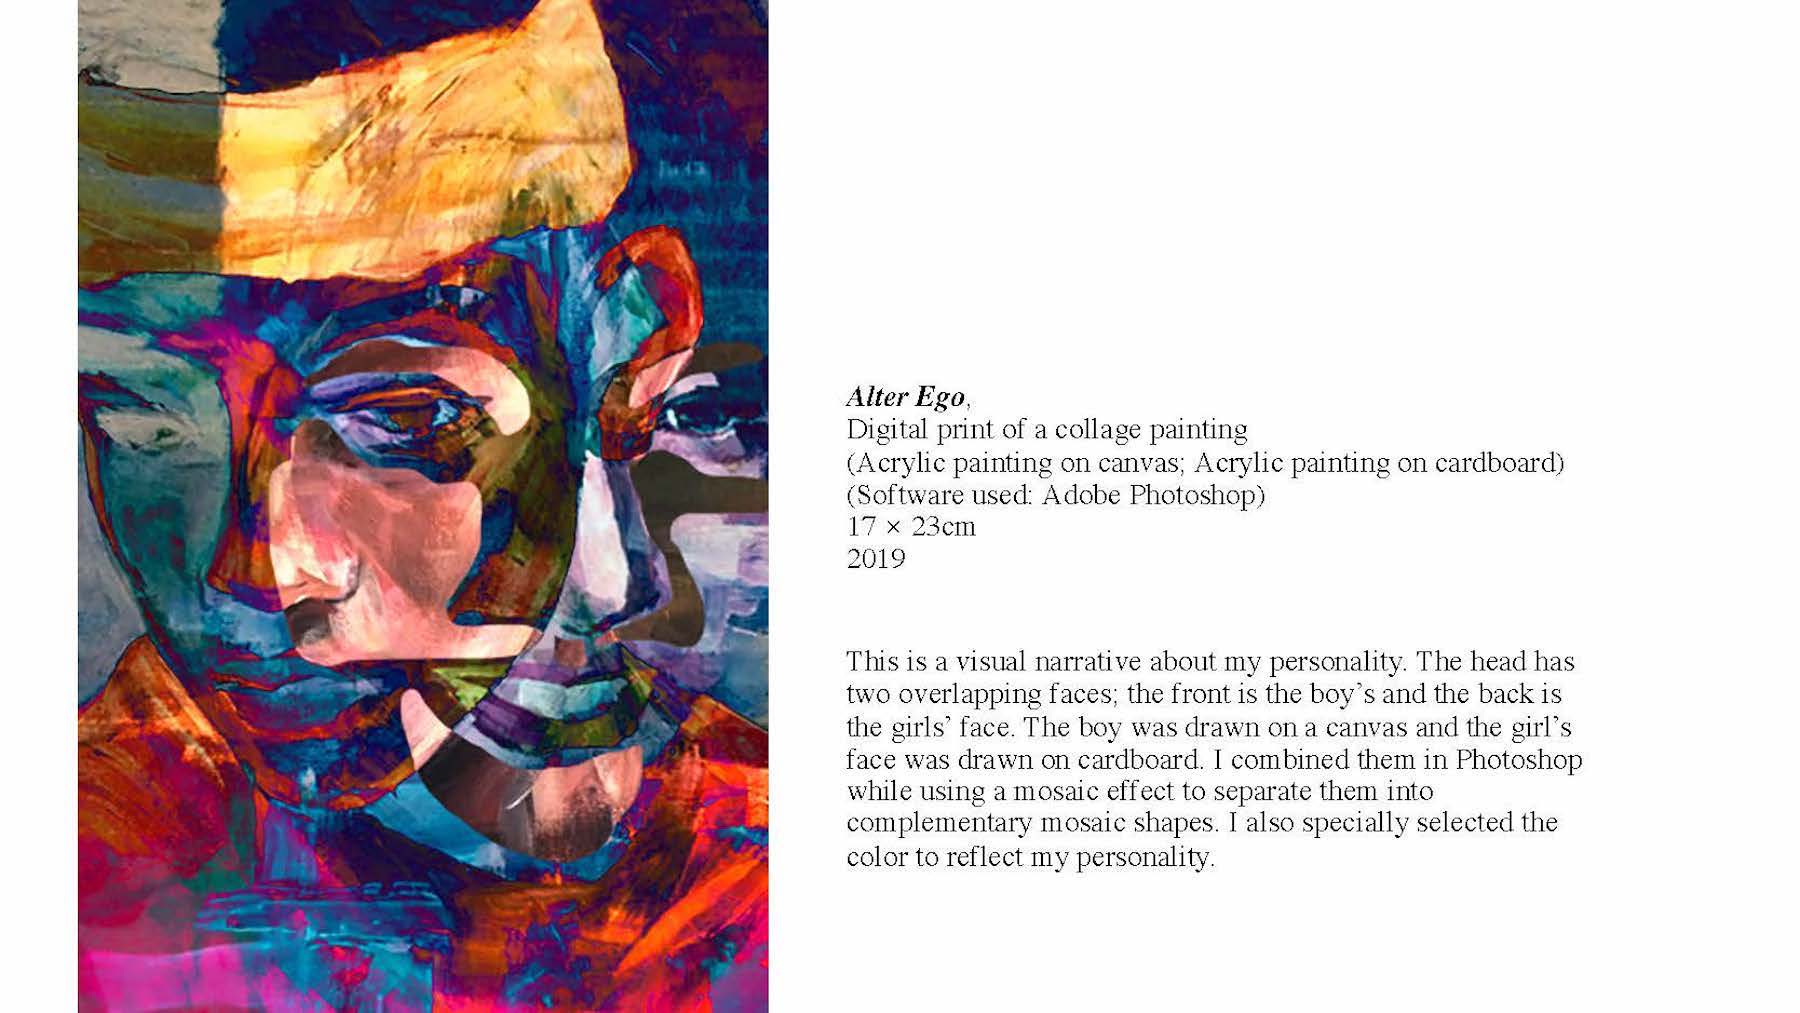 Alter Ego,
Digital print of a collage painting
(Acrylic painting on canvas; Acrylic painting on cardboard)
(Software used: Adobe Photoshop)
17 × 23cm
2019
This is a visual narrative about my personality. The head has
two overlapping faces; the front is the boy’s and the back is
the girls’ face. The boy was drawn on a canvas and the girl’s
face was drawn on cardboard. I combined them in Photoshop
while using a mosaic effect to separate them into
complementary mosaic shapes. I also specially selected the
color to reflect my personality.